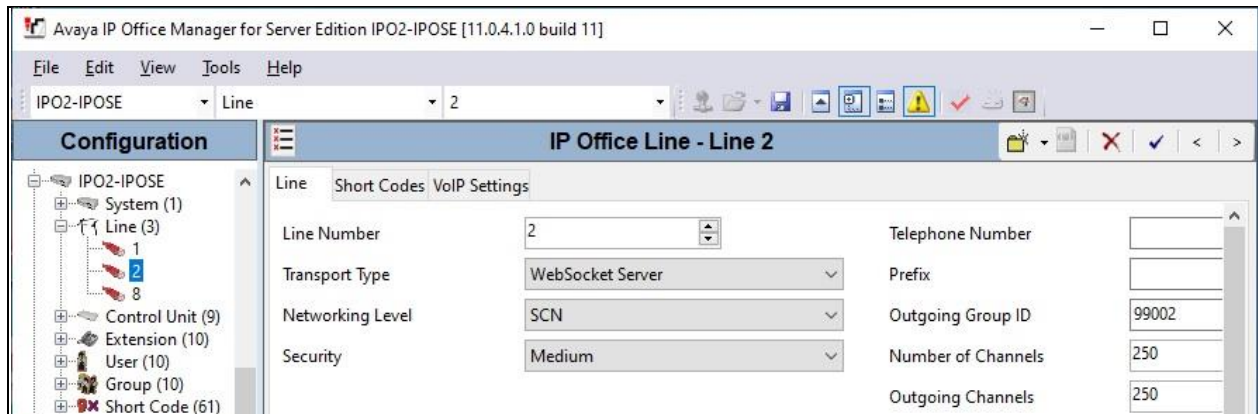 Avaya IP Office Manager for Server Edition IPO2-IPOSE [11.0.4.1.0 build 11]
File Edit View Tools Help
IPO2-IPOSE Line 2
Configuration
IP Office Line - Line 2
IPO2-IPOSE
System (1)
Line (3)
1
2
8
Control Unit (9)
Extension (10)
User (10)
Group (10)
Short Code (61)
Line Short Codes VoIP Settings
Line Number 2
Transport Type WebSocket Server
Networking Level SCN
Security Medium
Telephone Number
Prefix
Outgoing Group ID 99002
Number of Channels 250
Outgoing Channels 250